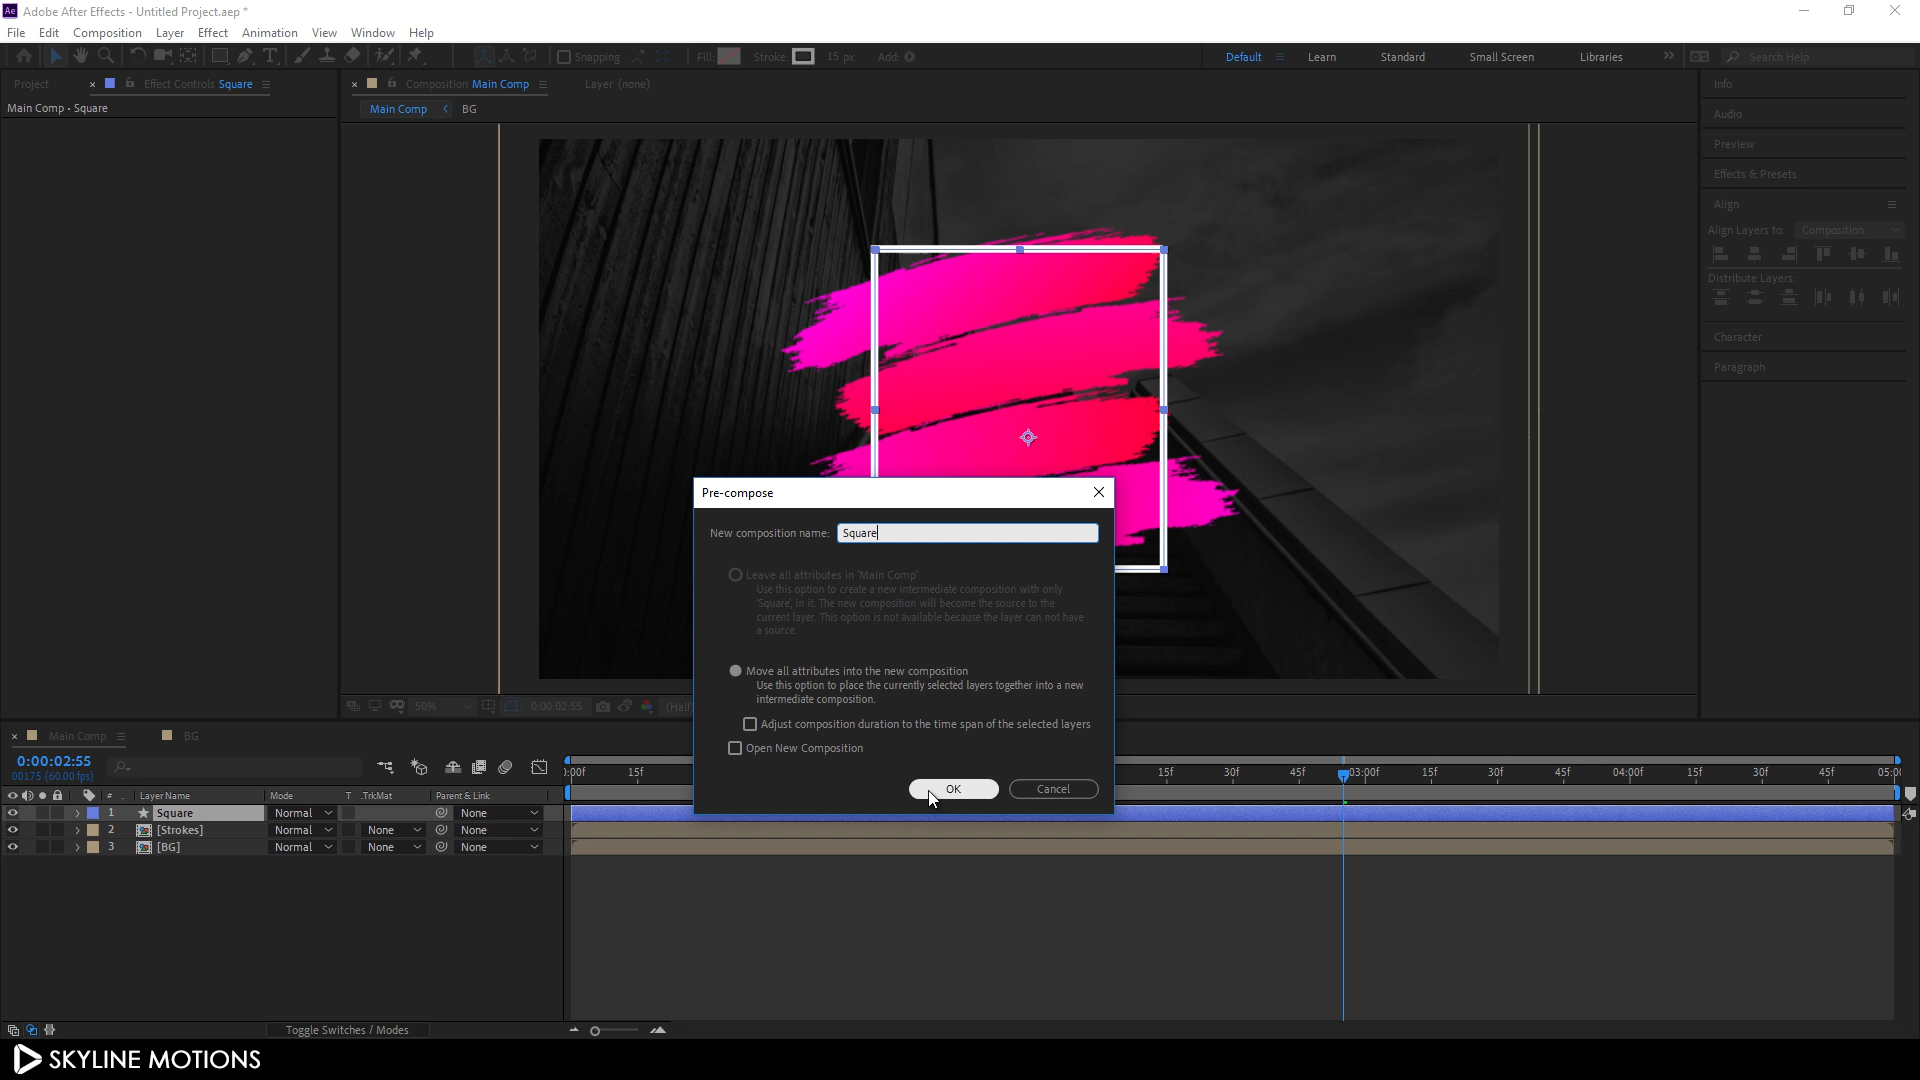 Ae Adobe After Effects - Untitled Project.aep *
File Edit Composition Layer Effect Animation View Window Help
Snapping Fill: Stroke: 15 px Add: Default Learn Standard Small Screen Libraries Search Help
Project × Effect Controls Square
× Composition Main Comp Layer (none)
Main Comp • Square
Main Comp BG
Info
Audio
Preview
Effects & Presets
Align
Align Layers to: Composition
Distribute Layers:
Character
Paragraph
Pre-compose
New composition name: Square
Leave all attributes in 'Main Comp'
Use this option to create a new intermediate composition with only
'Square', in it. The new composition will become the source to the
current layer. This option is not available because the layer can not have
a source.
Move all attributes into the new composition
Use this option to place the currently selected layers together into a new
intermediate composition.
Adjust composition duration to the time span of the selected layers
Open New Composition
OK Cancel
50% 0:00:02:55 (Half
× Main Comp BG
0:00:02:55
00175 (60.00 fps)
:00f 15f 15f 30f 45f 03:00f 15f 30f 45f 04:00f 15f 30f 45f 05:0
# Layer Name Mode T .TrkMat Parent & Link
1 Square Normal None
2 [Strokes] Normal None None
3 [BG] Normal None None
Toggle Switches / Modes
SKYLINE MOTIONS